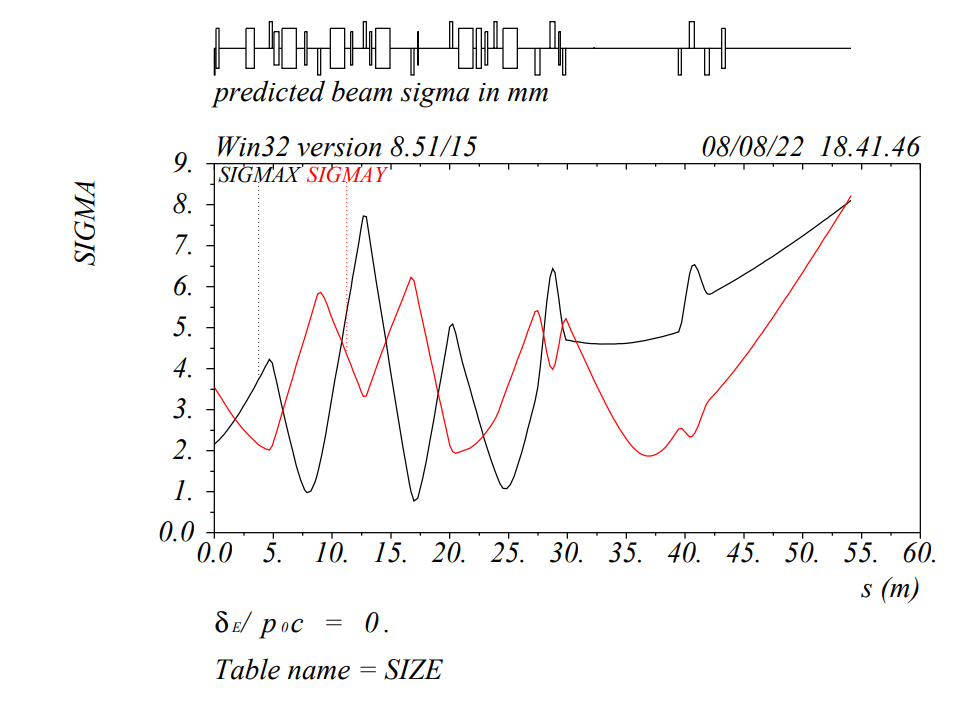 predicted beam sigma in mm
Win32 version 8.51/15 08/08/22 18.41.46
SIGMAX SIGMAY
SIGMA
9.
8.
7.
6.
5.
4.
3.
2.
1.
0.0
0.0 5. 10. 15. 20. 25. 30. 35. 40. 45. 50. 55. 60.
s (m)
δE/ p0c = 0.
Table name = SIZE